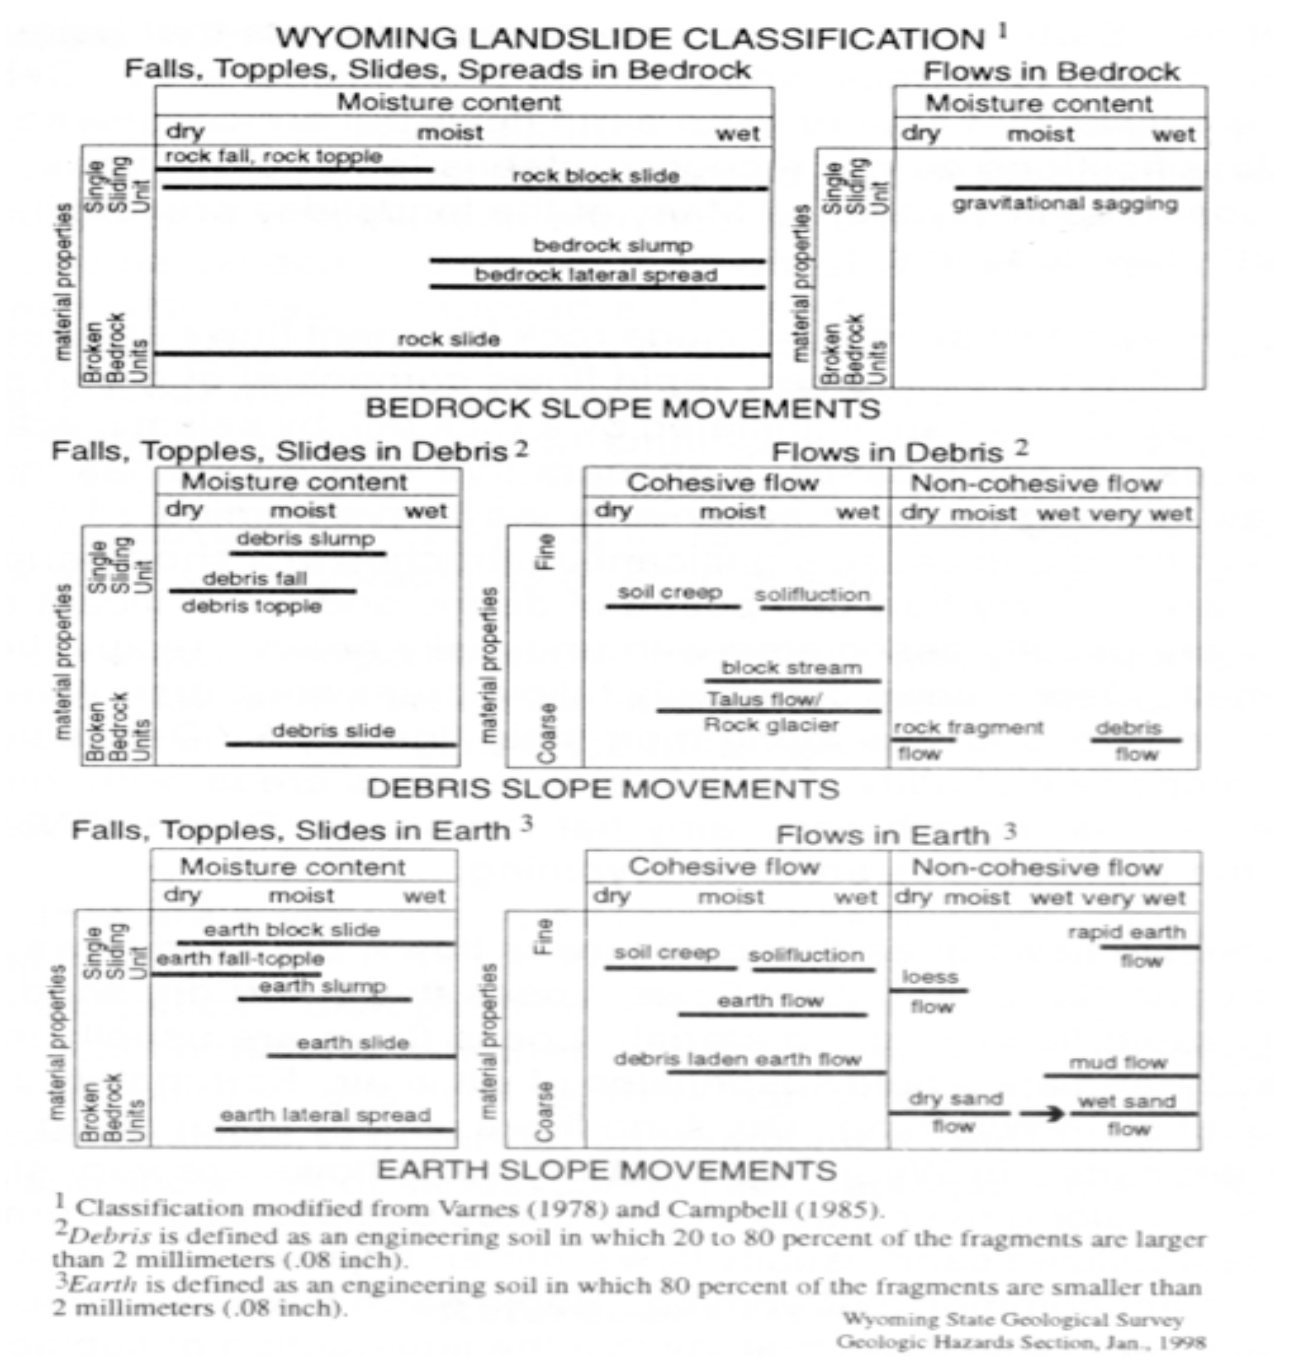 WYOMING LANDSLIDE CLASSIFICATION 1
Falls, Topples, Slides, Spreads in Bedrock
Moisture content
dry moist wet
material properties
Single
Sliding
Unit
Broken
Bedrock
Units
rock fall, rock topple
rock block slide
bedrock slump
bedrock lateral spread
rock slide
Flows in Bedrock
Moisture content
dry moist wet
material properties
Single
Sliding
Unit
Broken
Bedrock
Units
gravitational sagging
BEDROCK SLOPE MOVEMENTS
Falls, Topples, Slides in Debris 2
Moisture content
dry moist wet
material properties
Single
Sliding
Unit
Broken
Bedrock
Units
debris slump
debris fall
debris topple
debris slide
Flows in Debris 2
Cohesive flow Non-cohesive flow
dry moist wet dry moist wet very wet
material properties
Fine
Coarse
soil creep solifluction
block stream
Talus flow/
Rock glacier
rock fragment
flow
debris
flow
DEBRIS SLOPE MOVEMENTS
Falls, Topples, Slides in Earth 3
Moisture content
dry moist wet
material properties
Single
Sliding
Unit
Broken
Bedrock
Units
earth block slide
earth fall-topple
earth slump
earth slide
earth lateral spread
Flows in Earth 3
Cohesive flow Non-cohesive flow
dry moist wet dry moist wet very wet
material properties
Fine
Coarse
rapid earth
flow
soil creep solifluction
loess
flow
earth flow
debris laden earth flow
mud flow
dry sand
flow
wet sand
flow
EARTH SLOPE MOVEMENTS
1 Classification modified from Varnes (1978) and Campbell (1985).
2Debris is defined as an engineering soil in which 20 to 80 percent of the fragments are larger
than 2 millimeters (.08 inch).
3Earth is defined as an engineering soil in which 80 percent of the fragments are smaller than
2 millimeters (.08 inch).
Wyoming State Geological Survey
Geologic Hazards Section, Jan., 1998